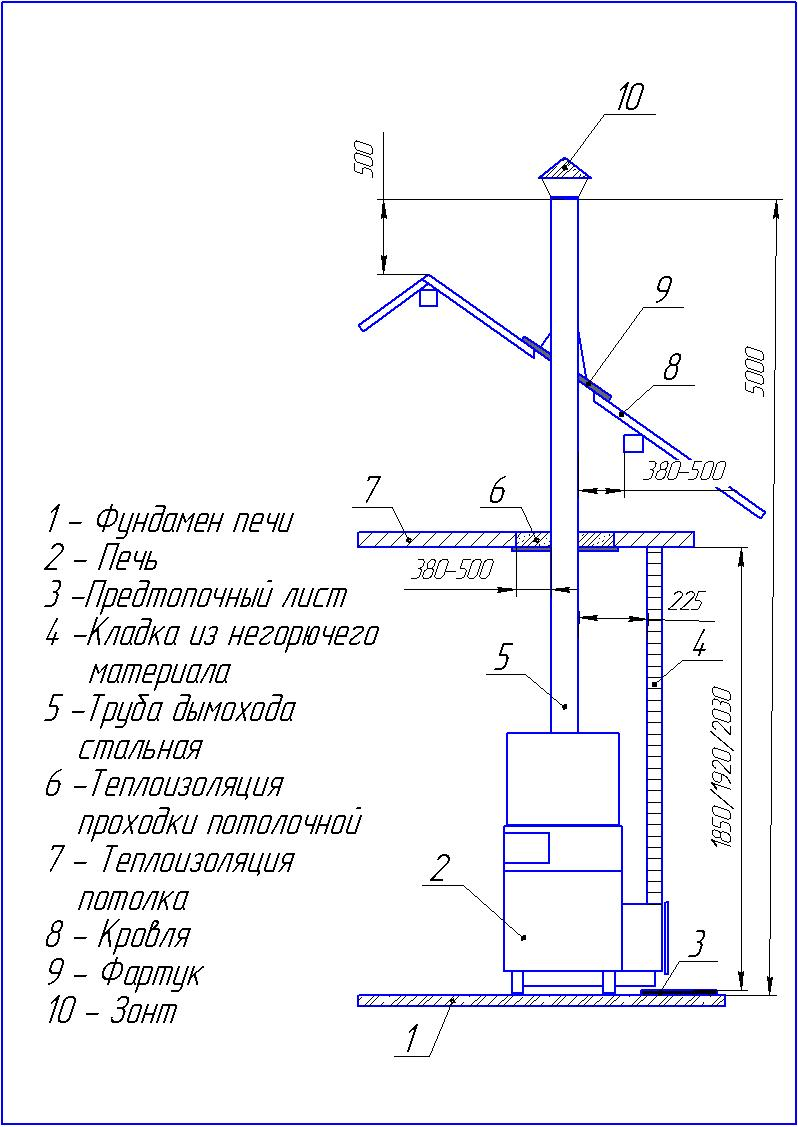 10
500
9
8
5000
380-500
7
6
380-500
225
5
4
1850/1920/2030
2
3
1
1 - Фундамен печи
2 - Печь
3 -Предтопочный лист
4 -Кладка из негорючего
материала
5 -Труба дымохода
стальная
6 -Теплоизоляция
проходки потолочной
7 - Теплоизоляция
потолка
8 - Кровля
9 - Фартук
10 - Зонт